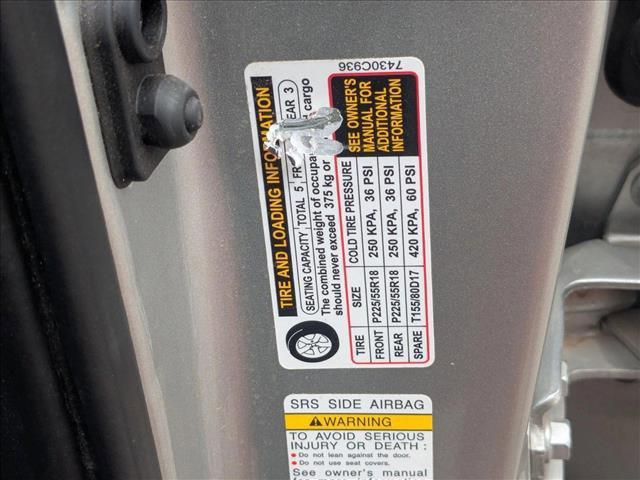 TIRE AND LOADING INFORMATION
SEATING CAPACITY TOTAL 5 FR EAR 3
The combined weight of occupa cargo
should never exceed 375 kg or
TIRE SIZE COLD TIRE PRESSURE
FRONT P225/55R18 250 KPA, 36 PSI
REAR P225/55R18 250 KPA, 36 PSI
SPARE T155/80D17 420 KPA, 60 PSI
SEE OWNER'S
MANUAL FOR
ADDITIONAL
INFORMATION
7430C936
SRS SIDE AIRBAG
WARNING
TO AVOID SERIOUS
INJURY OR DEATH :
• Do not lean against the door.
• Do not use seat covers.
See owner's manual